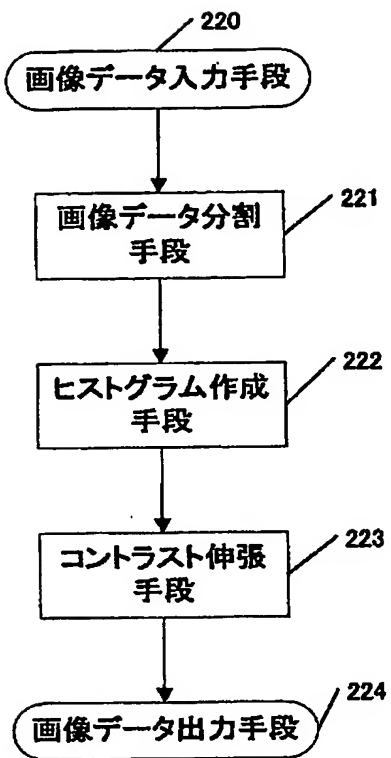 220
画像データ入力手段
221
画像データ分割
手段
222
ヒストグラム作成
手段
223
コントラスト伸張
手段
224
画像データ出力手段